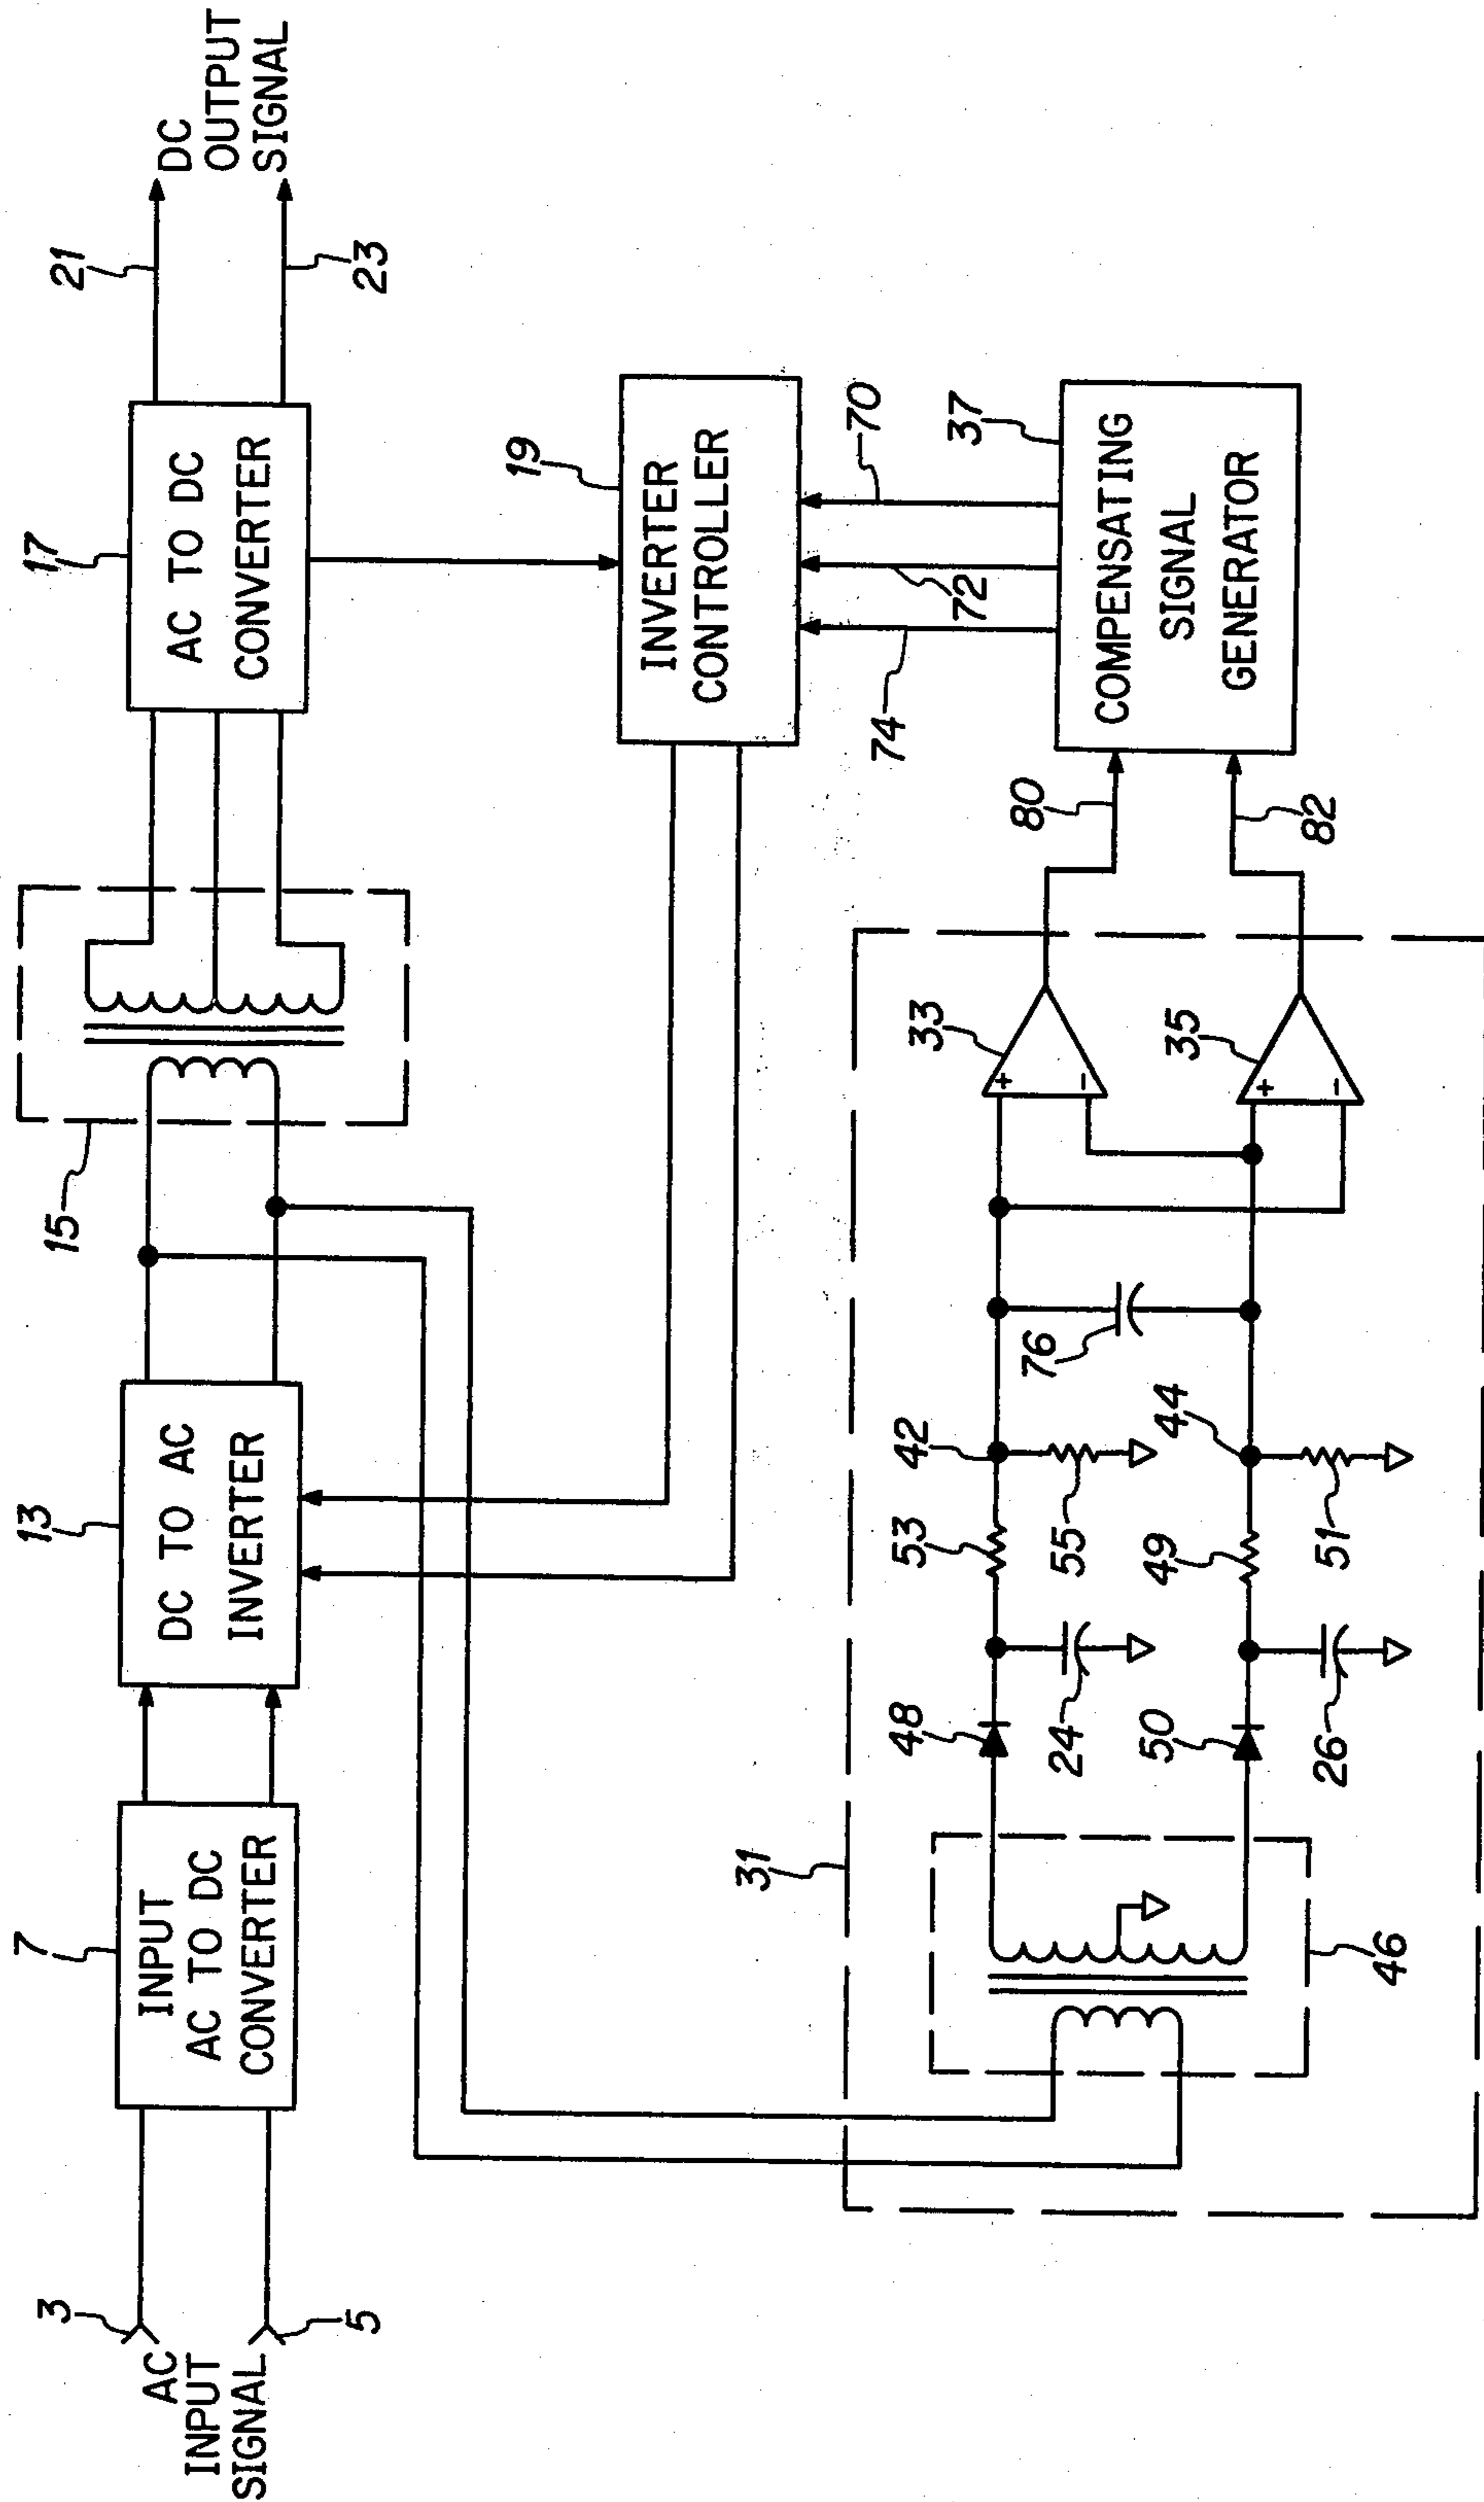 3
AC
INPUT
SIGNAL
5
7
INPUT
AC TO DC
CONVERTER
13
DC TO AC
INVERTER
15
17
AC TO DC
CONVERTER
21
DC
OUTPUT
SIGNAL
23
19
INVERTER
CONTROLLER
74
72
70
37
COMPENSATING
SIGNAL
GENERATOR
80
82
31
46
48
24
50
26
53
42
55
49
44
51
76
33
+
-
35
+
-